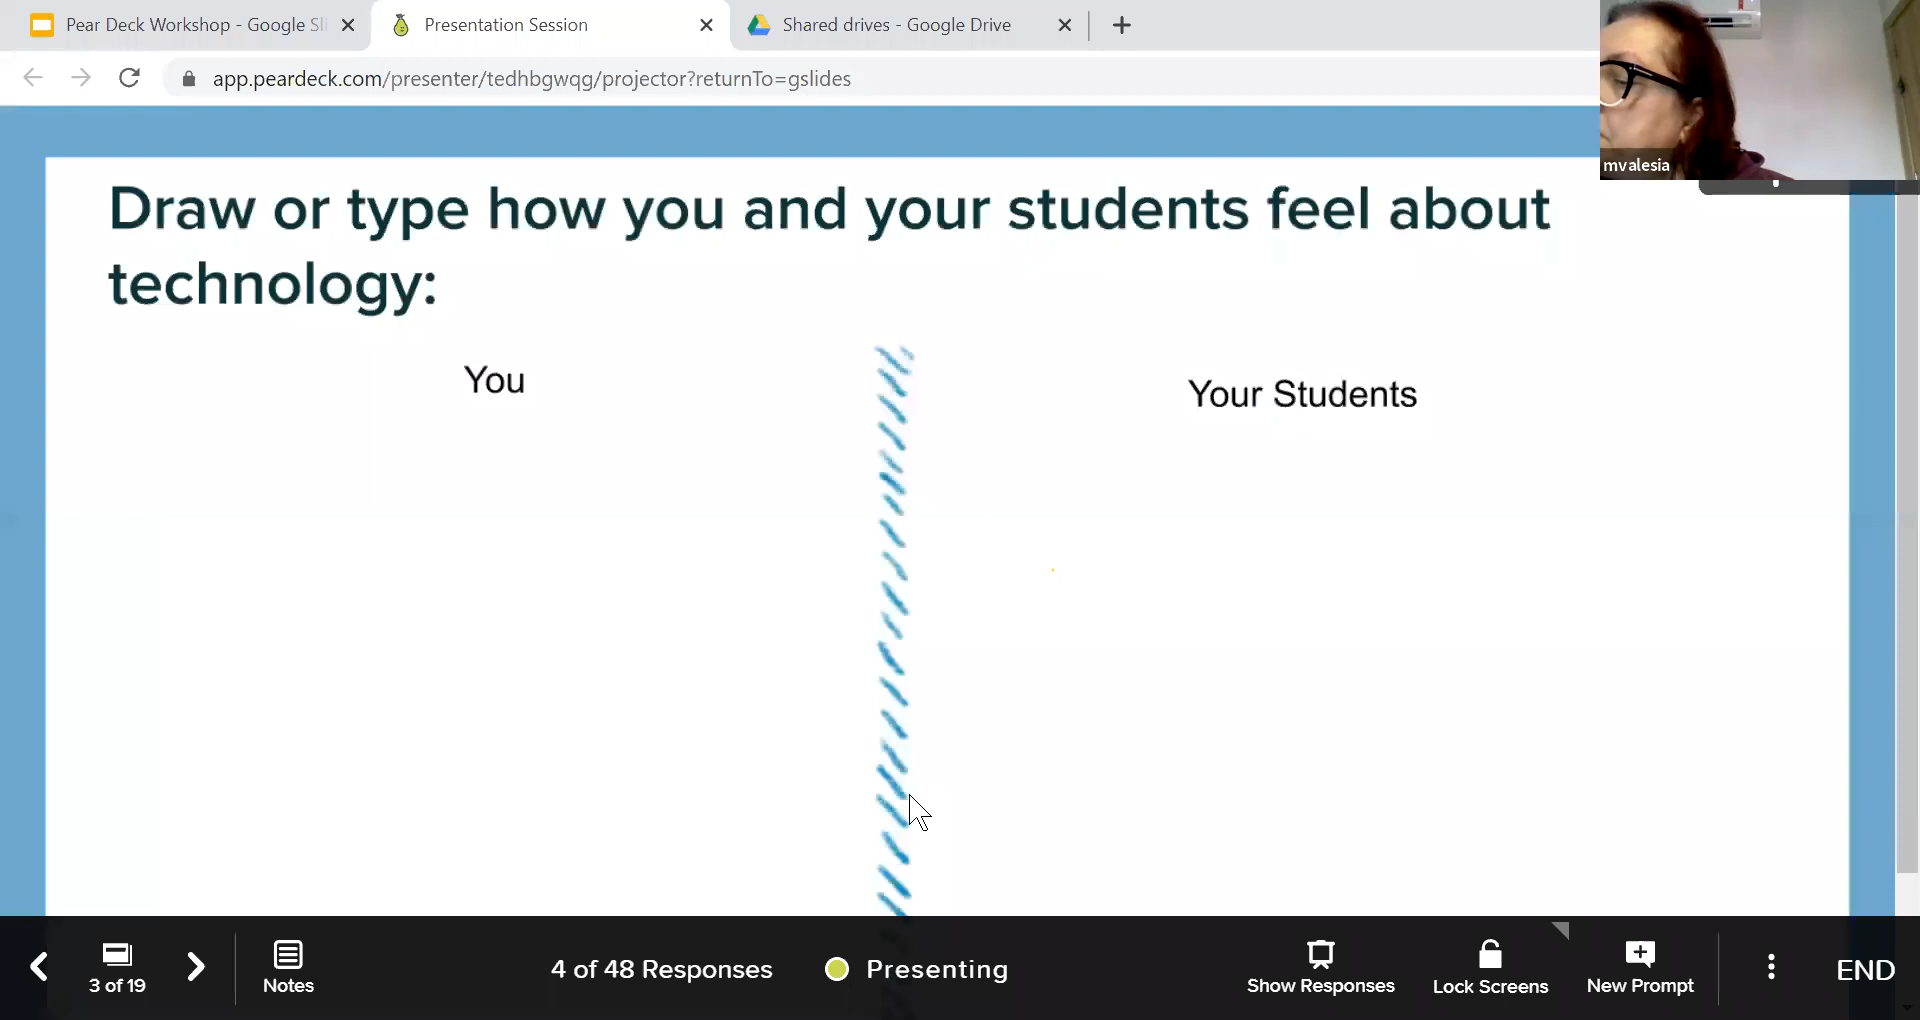 Pear Deck Workshop - Google Sli
Presentation Session
Shared drives - Google Drive
app.peardeck.com/presenter/tedhbgwqg/projector?returnTo=gslides
mvalesia
Draw or type how you and your students feel about
technology:
You
Your Students
3 of 19
Notes
4 of 48 Responses
Presenting
Show Responses
Lock Screens
New Prompt
END